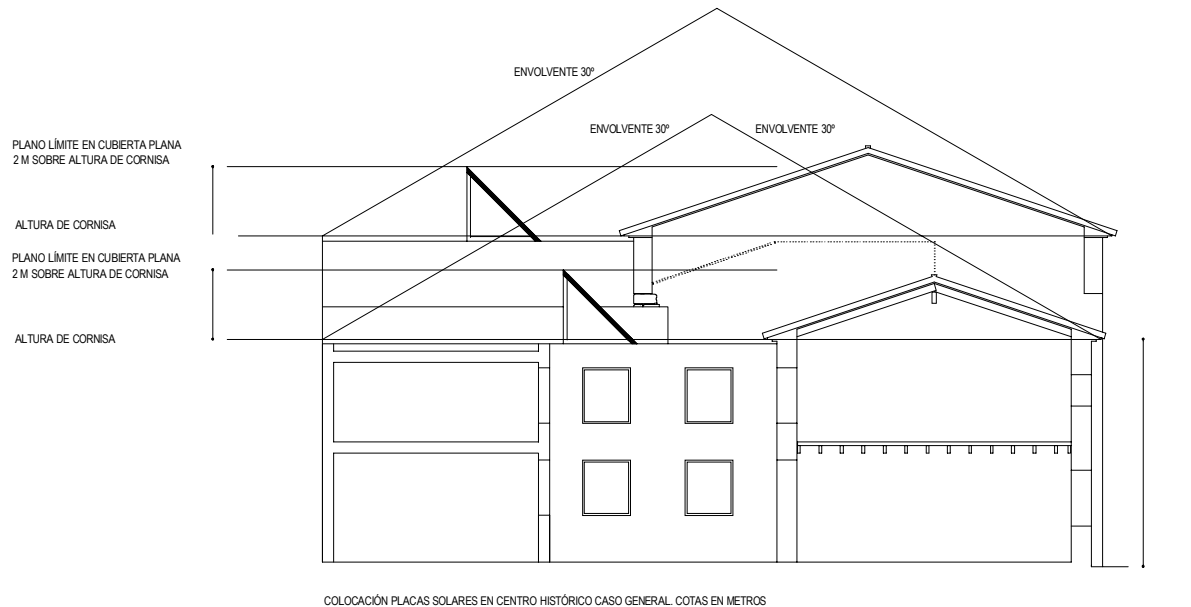 ENVOLVENTE 30º
ENVOLVENTE 30º
ENVOLVENTE 30º
PLANO LÍMITE EN CUBIERTA PLANA
2 M SOBRE ALTURA DE CORNISA
ALTURA DE CORNISA
PLANO LÍMITE EN CUBIERTA PLANA
2 M SOBRE ALTURA DE CORNISA
ALTURA DE CORNISA
COLOCACIÓN PLACAS SOLARES EN CENTRO HISTÓRICO CASO GENERAL. COTAS EN METROS